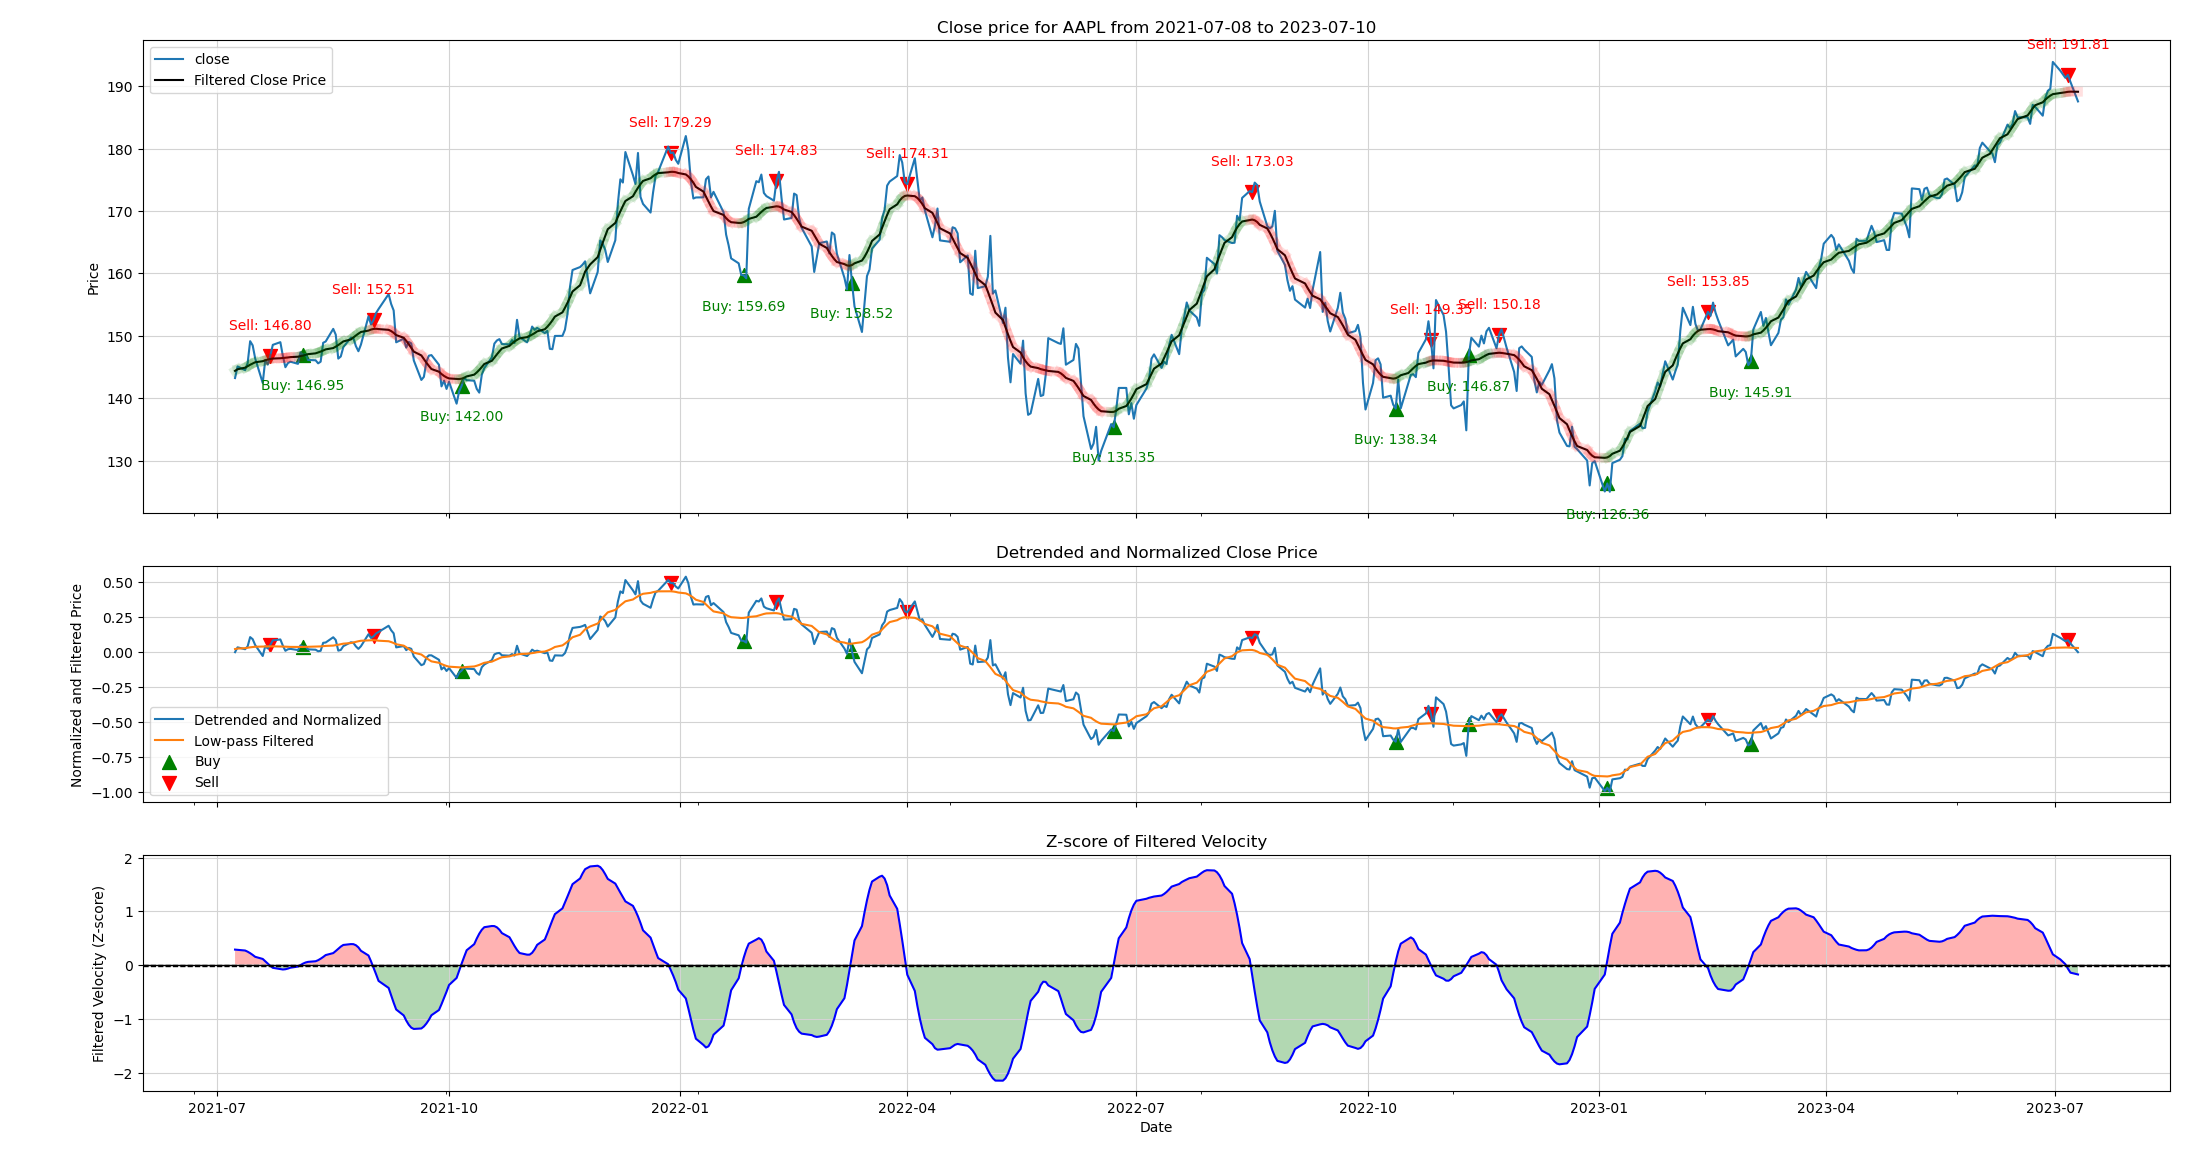 Close price for AAPL from 2021-07-08 to 2023-07-10
close
Filtered Close Price
Price
190
180
170
160
150
140
130
Sell: 146.80
Buy: 146.95
Sell: 152.51
Buy: 142.00
Sell: 179.29
Buy: 159.69
Sell: 174.83
Buy: 158.52
Sell: 174.31
Buy: 135.35
Sell: 173.03
Buy: 138.34
Sell: 149.35
Buy: 146.87
Sell: 150.18
Buy: 126.36
Sell: 153.85
Buy: 145.91
Sell: 191.81
Detrended and Normalized Close Price
Normalized and Filtered Price
0.50
0.25
0.00
−0.25
−0.50
−0.75
−1.00
Detrended and Normalized
Low-pass Filtered
Buy
Sell
Z-score of Filtered Velocity
Filtered Velocity (Z-score)
2
1
0
−1
−2
2021-07
2021-10
2022-01
2022-04
2022-07
2022-10
2023-01
2023-04
2023-07
Date